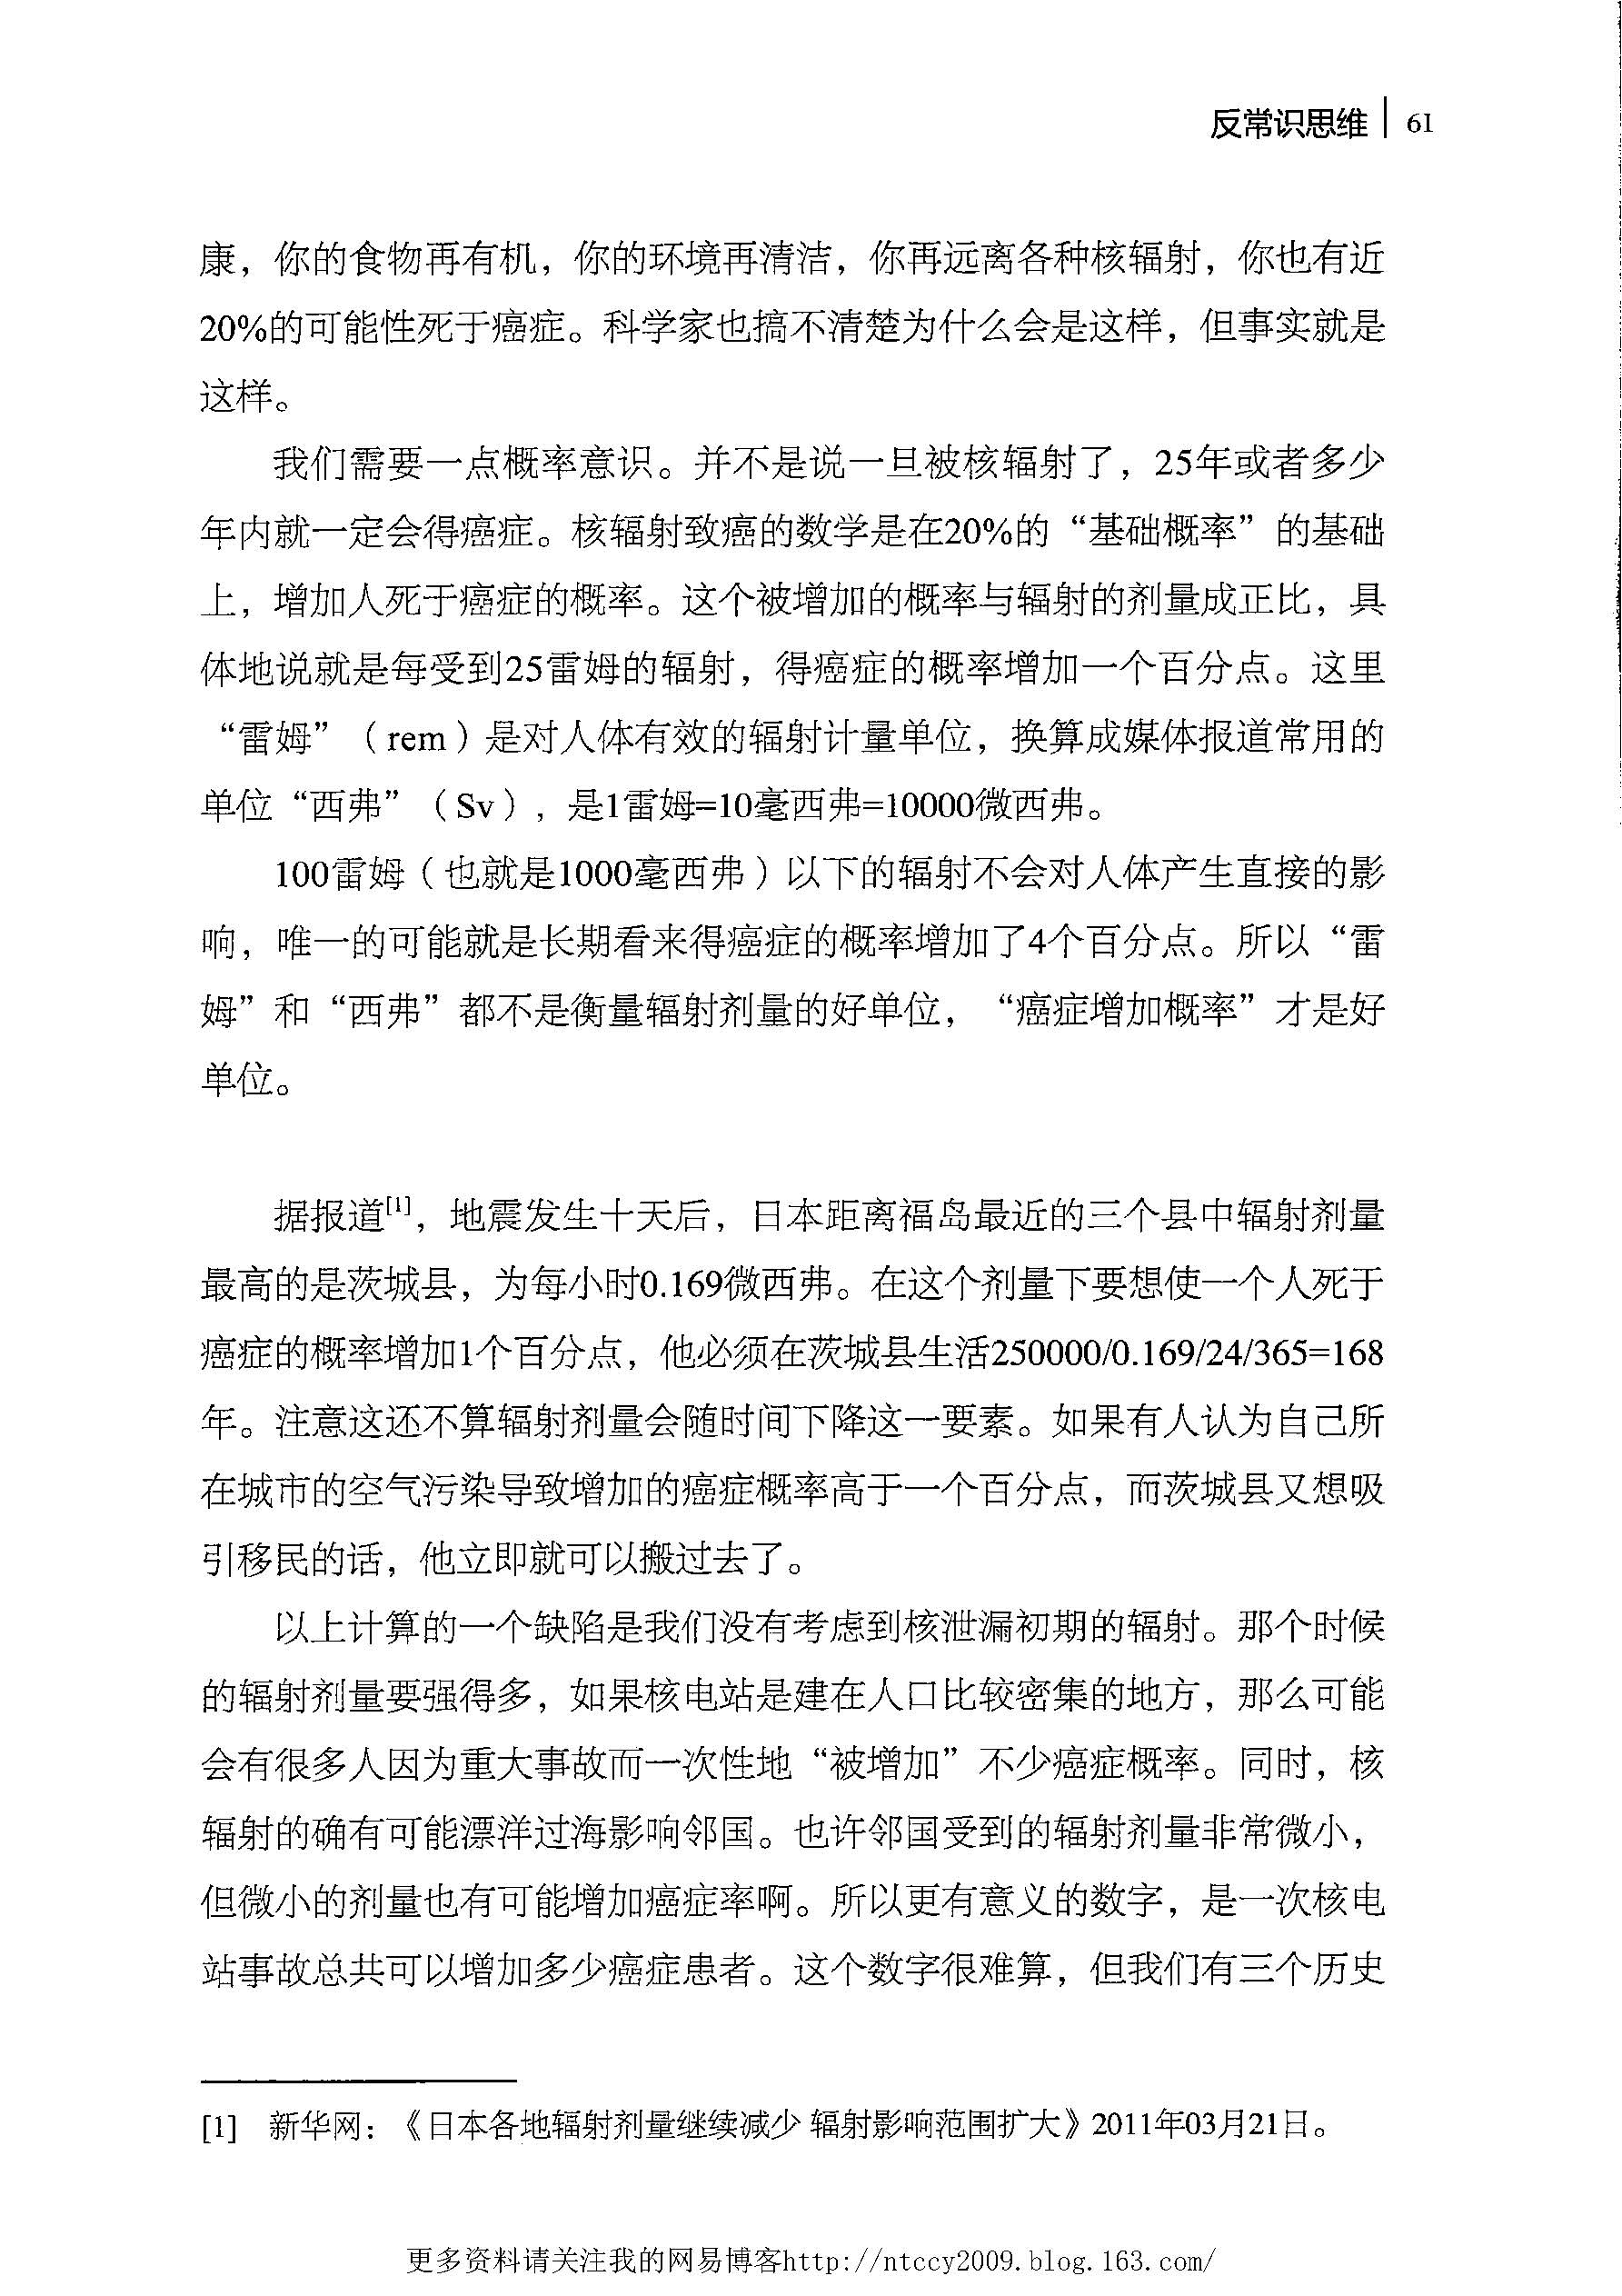 反常识思维 | 61
康，你的食物再有机，你的环境再清洁，你再远离各种核辐射，你也有近
20%的可能性死于癌症。科学家也搞不清楚为什么会是这样，但事实就是
这样。
我们需要一点概率意识。并不是说一旦被核辐射了，25年或者多少
年内就一定会得癌症。核辐射致癌的数学是在20%的“基础概率”的基础
上，增加人死于癌症的概率。这个被增加的概率与辐射的剂量成正比，具
体地说就是每受到25雷姆的辐射，得癌症的概率增加一个百分点。这里
“雷姆”（rem）是对人体有效的辐射计量单位，换算成媒体报道常用的
单位“西弗”（Sv），是1雷姆=10毫西弗=10000微西弗。
100雷姆（也就是1000毫西弗）以下的辐射不会对人体产生直接的影
响，唯一的可能就是长期看来得癌症的概率增加了4个百分点。所以“雷
姆”和“西弗”都不是衡量辐射剂量的好单位，“癌症增加概率”才是好
单位。
据报道[1]，地震发生十天后，日本距离福岛最近的三个县中辐射剂量
最高的是茨城县，为每小时0.169微西弗。在这个剂量下要想使一个人死于
癌症的概率增加1个百分点，他必须在茨城县生活250000/0.169/24/365=168
年。注意这还不算辐射剂量会随时间下降这一要素。如果有人认为自己所
在城市的空气污染导致增加的癌症概率高于一个百分点，而茨城县又想吸
引移民的话，他立即就可以搬过去了。
以上计算的一个缺陷是我们没有考虑到核泄漏初期的辐射。那个时候
的辐射剂量要强得多，如果核电站是建在人口比较密集的地方，那么可能
会有很多人因为重大事故而一次性地“被增加”不少癌症概率。同时，核
辐射的确有可能漂洋过海影响邻国。也许邻国受到的辐射剂量非常微小，
但微小的剂量也有可能增加癌症率啊。所以更有意义的数字，是一次核电
站事故总共可以增加多少癌症患者。这个数字很难算，但我们有三个历史
[1] 新华网：《日本各地辐射剂量继续减少 辐射影响范围扩大》2011年03月21日。
更多资料请关注我的网易博客http://ntccy2009.blog.163.com/